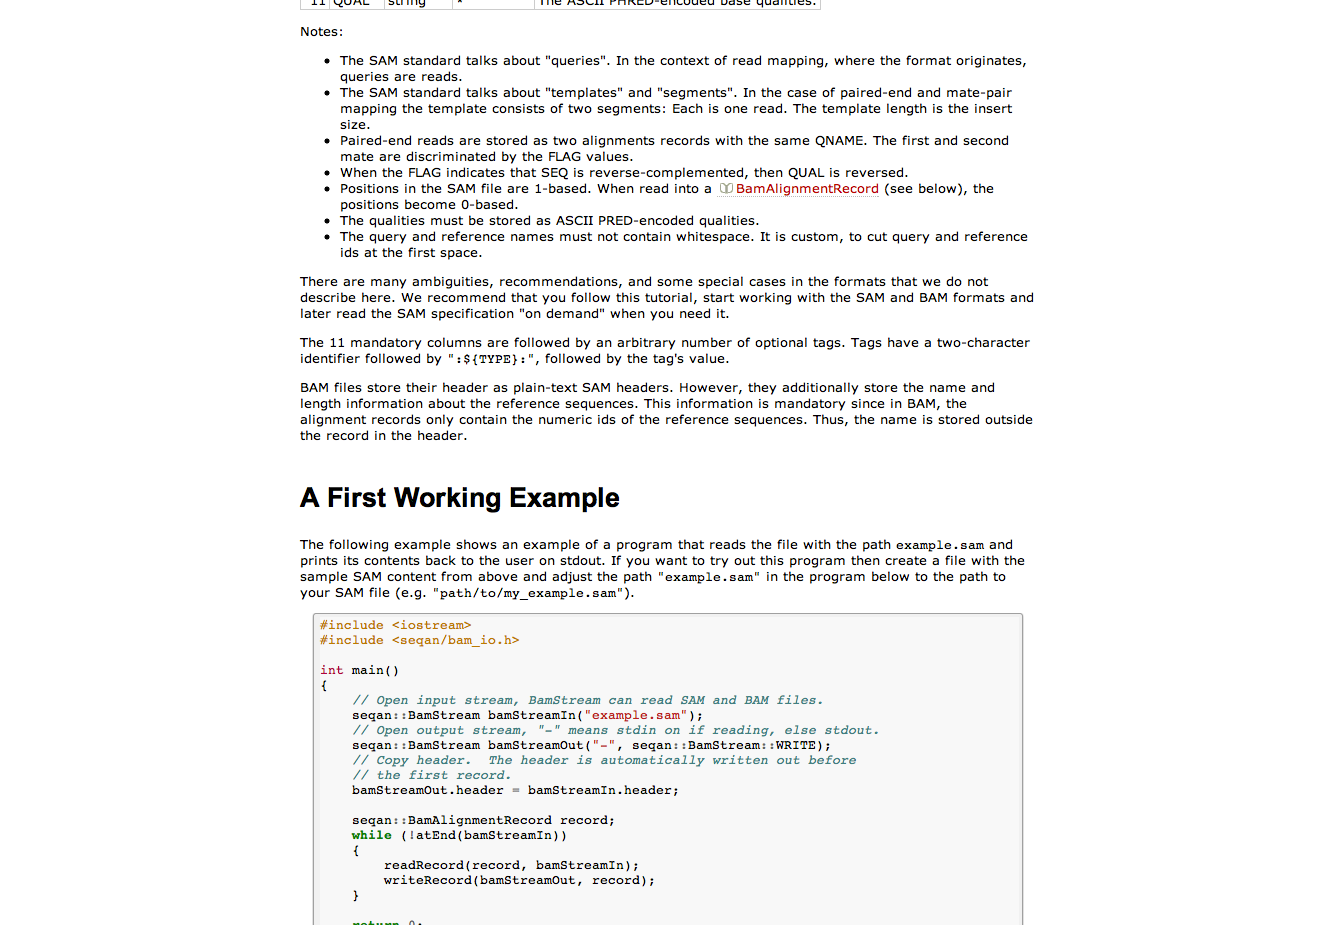 11 QUAL string * The ASCII PHRED-encoded base qualities.
Notes:
• The SAM standard talks about "queries". In the context of read mapping, where the format originates,
queries are reads.
• The SAM standard talks about "templates" and "segments". In the case of paired-end and mate-pair
mapping the template consists of two segments: Each is one read. The template length is the insert
size.
• Paired-end reads are stored as two alignments records with the same QNAME. The first and second
mate are discriminated by the FLAG values.
• When the FLAG indicates that SEQ is reverse-complemented, then QUAL is reversed.
• Positions in the SAM file are 1-based. When read into a BamAlignmentRecord (see below), the
positions become 0-based.
• The qualities must be stored as ASCII PRED-encoded qualities.
• The query and reference names must not contain whitespace. It is custom, to cut query and reference
ids at the first space.
There are many ambiguities, recommendations, and some special cases in the formats that we do not
describe here. We recommend that you follow this tutorial, start working with the SAM and BAM formats and
later read the SAM specification "on demand" when you need it.
The 11 mandatory columns are followed by an arbitrary number of optional tags. Tags have a two-character
identifier followed by ":${TYPE}:", followed by the tag's value.
BAM files store their header as plain-text SAM headers. However, they additionally store the name and
length information about the reference sequences. This information is mandatory since in BAM, the
alignment records only contain the numeric ids of the reference sequences. Thus, the name is stored outside
the record in the header.
A First Working Example
The following example shows an example of a program that reads the file with the path example.sam and
prints its contents back to the user on stdout. If you want to try out this program then create a file with the
sample SAM content from above and adjust the path "example.sam" in the program below to the path to
your SAM file (e.g. "path/to/my_example.sam").
#include <iostream>
#include <seqan/bam_io.h>
int main()
{
// Open input stream, BamStream can read SAM and BAM files.
seqan::BamStream bamStreamIn("example.sam");
// Open output stream, "-" means stdin on if reading, else stdout.
seqan::BamStream bamStreamOut("-", seqan::BamStream::WRITE);
// Copy header.  The header is automatically written out before
// the first record.
bamStreamOut.header = bamStreamIn.header;
seqan::BamAlignmentRecord record;
while (!atEnd(bamStreamIn))
{
readRecord(record, bamStreamIn);
writeRecord(bamStreamOut, record);
}
return 0;